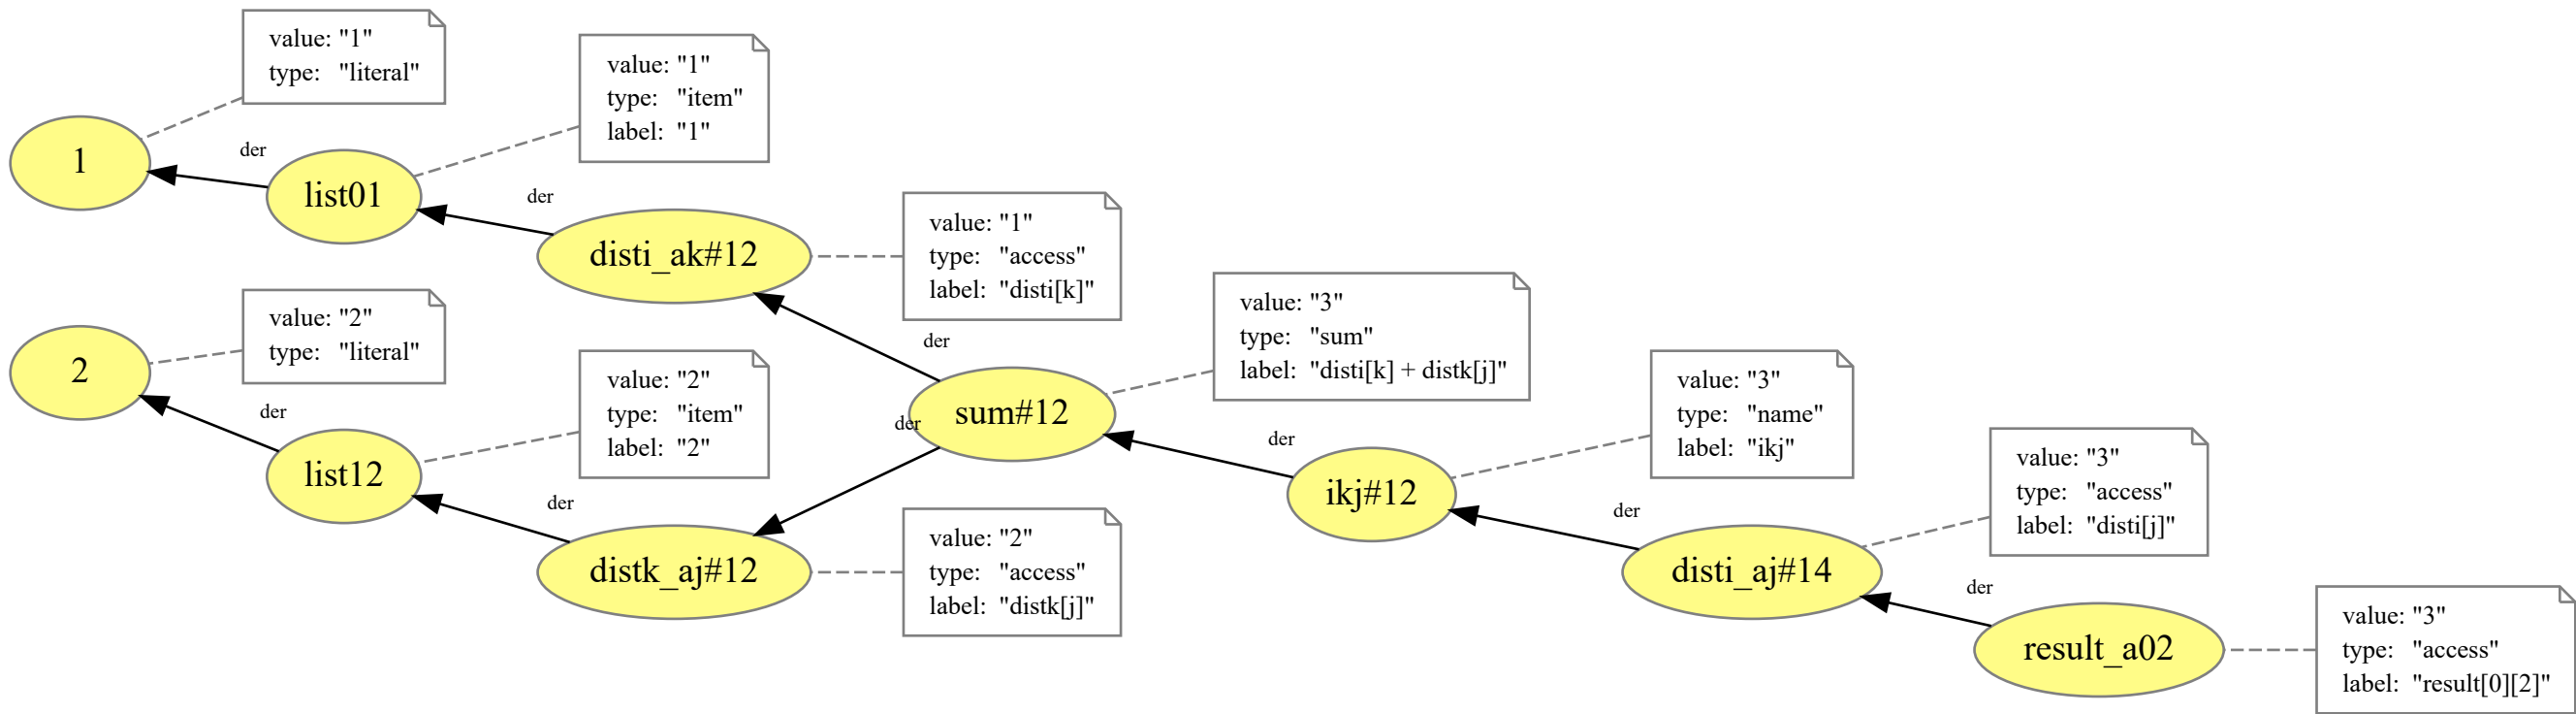 value: "1"
type: "literal"
value: "1"
type: "item"
label: "1"
1
der
list01
der
value: "1"
type: "access"
label: "disti[k]"
disti_ak#12
value: "2"
type: "literal"
2
der
value: "3"
type: "sum"
label: "disti[k] + distk[j]"
value: "2"
type: "item"
label: "2"
der
sum#12
der
list12
der
value: "3"
type: "name"
label: "ikj"
der
ikj#12
value: "2"
type: "access"
label: "distk[j]"
distk_aj#12
der
value: "3"
type: "access"
label: "disti[j]"
disti_aj#14
der
result_a02
value: "3"
type: "access"
label: "result[0][2]"